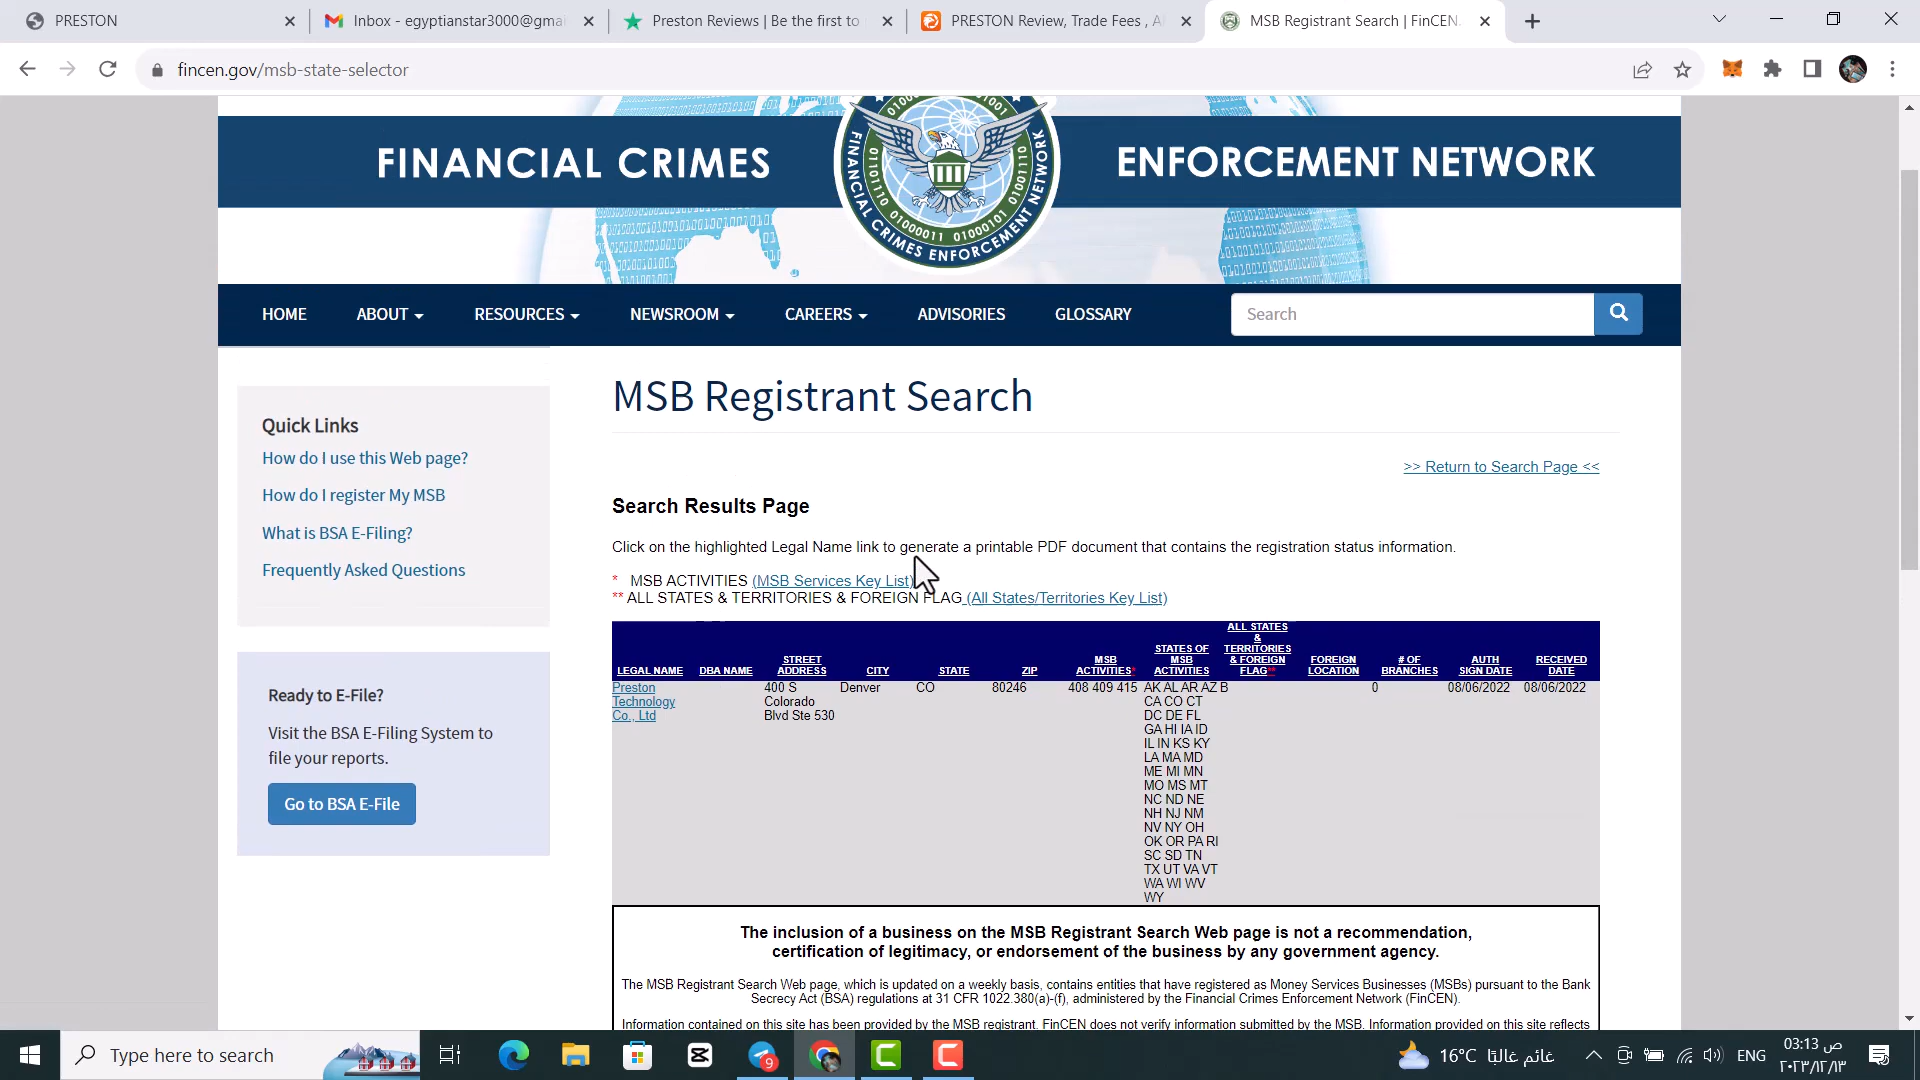 PRESTON
Inbox - egyptianstar3000@gmai
Preston Reviews | Be the first to
PRESTON Review, Trade Fees , A
MSB Registrant Search | FinCEN.
fincen.gov/msb-state-selector
FINANCIAL CRIMES
ENFORCEMENT NETWORK
FINANCIAL CRIMES ENFORCEMENT NETWORK
HOME
ABOUT
RESOURCES
NEWSROOM
CAREERS
ADVISORIES
GLOSSARY
Search
Quick Links
How do I use this Web page?
How do I register My MSB
What is BSA E-Filing?
Frequently Asked Questions
Ready to E-File?
Visit the BSA E-Filing System to
file your reports.
Go to BSA E-File
MSB Registrant Search
>> Return to Search Page <<
Search Results Page
Click on the highlighted Legal Name link to generate a printable PDF document that contains the registration status information.
* MSB ACTIVITIES (MSB Services Key List)
** ALL STATES & TERRITORIES & FOREIGN FLAG (All States/Territories Key List)
LEGAL NAME
DBA NAME
STREET
ADDRESS
CITY
STATE
ZIP
MSB
ACTIVITIES*
STATES OF
MSB
ACTIVITIES
ALL STATES
&
TERRITORIES
& FOREIGN
FLAG**
FOREIGN
LOCATION
# OF
BRANCHES
AUTH
SIGN DATE
RECEIVED
DATE
Preston
Technology
Co., Ltd
400 S
Colorado
Blvd Ste 530
Denver
CO
80246
408 409 415
AK AL AR AZ B
CA CO CT
DC DE FL
GA HI IA ID
IL IN KS KY
LA MA MD
ME MI MN
MO MS MT
NC ND NE
NH NJ NM
NV NY OH
OK OR PA RI
SC SD TN
TX UT VA VT
WA WI WV
WY
0
08/06/2022
08/06/2022
The inclusion of a business on the MSB Registrant Search Web page is not a recommendation,
certification of legitimacy, or endorsement of the business by any government agency.
The MSB Registrant Search Web page, which is updated on a weekly basis, contains entities that have registered as Money Services Businesses (MSBs) pursuant to the Bank
Secrecy Act (BSA) regulations at 31 CFR 1022.380(a)-(f), administered by the Financial Crimes Enforcement Network (FinCEN).
Information contained on this site has been provided by the MSB registrant. FinCEN does not verify information submitted by the MSB. Information provided on this site reflects
Type here to search
9
16°C
غائم غالبًا
ENG
03:13 ص
٢٠٢٣/١٢/١٣